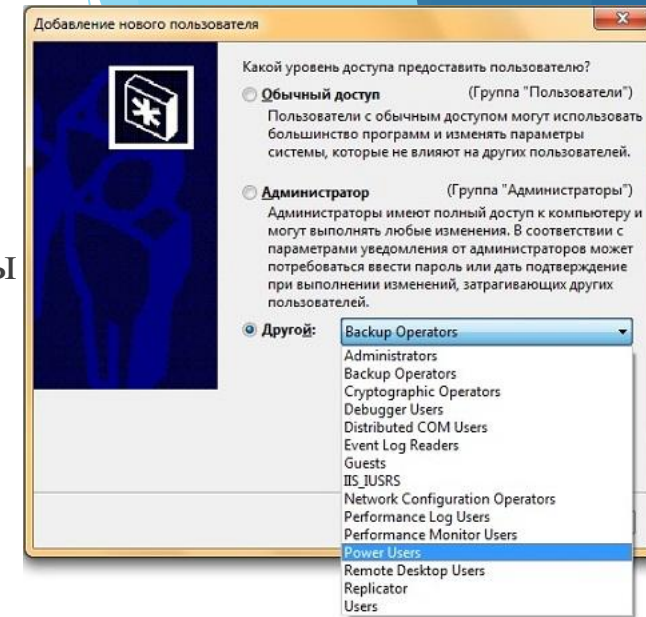 Добавление нового пользователя
Какой уровень доступа предоставить пользователю?
Обычный доступ (Группа "Пользователи")
Пользователи с обычным доступом могут использовать
большинство программ и изменять параметры
системы, которые не влияют на других пользователей.
Администратор (Группа "Администраторы")
Администраторы имеют полный доступ к компьютеру и
могут выполнять любые изменения. В соответствии с
параметрами уведомления от администраторов может
потребоваться ввести пароль или дать подтверждение
при выполнении изменений, затрагивающих других
пользователей.
ы
Другой: Backup Operators
Administrators
Backup Operators
Cryptographic Operators
Debugger Users
Distributed COM Users
Event Log Readers
Guests
IIS_IUSRS
Network Configuration Operators
Performance Log Users
Performance Monitor Users
Power Users
Remote Desktop Users
Replicator
Users